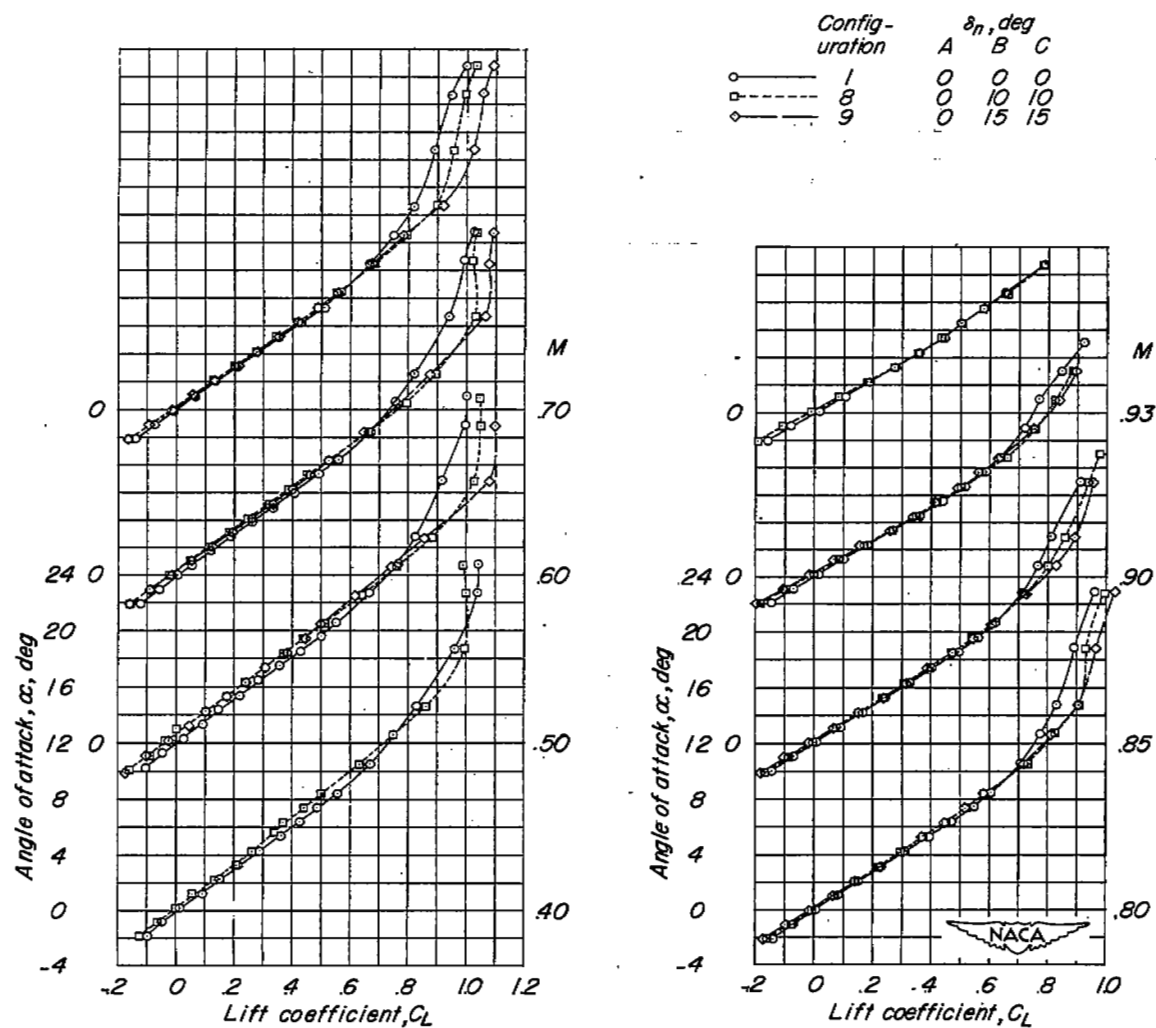 Config- δn, deg
uration A B C
1 0 0 0
8 0 10 10
9 0 15 15
M
0 .70
24 0 .60
20
16
12 0 .50
8
4
0 .40
-4
Angle of attack, α, deg
-.2 0 .2 .4 .6 .8 1.0 1.2
Lift coefficient, CL
M
0 .93
24 0 .90
20
16
12 0 .85
8
4
0 .80
-4
Angle of attack, α, deg
NACA
-.2 0 .2 .4 .6 .8 1.0
Lift coefficient, CL